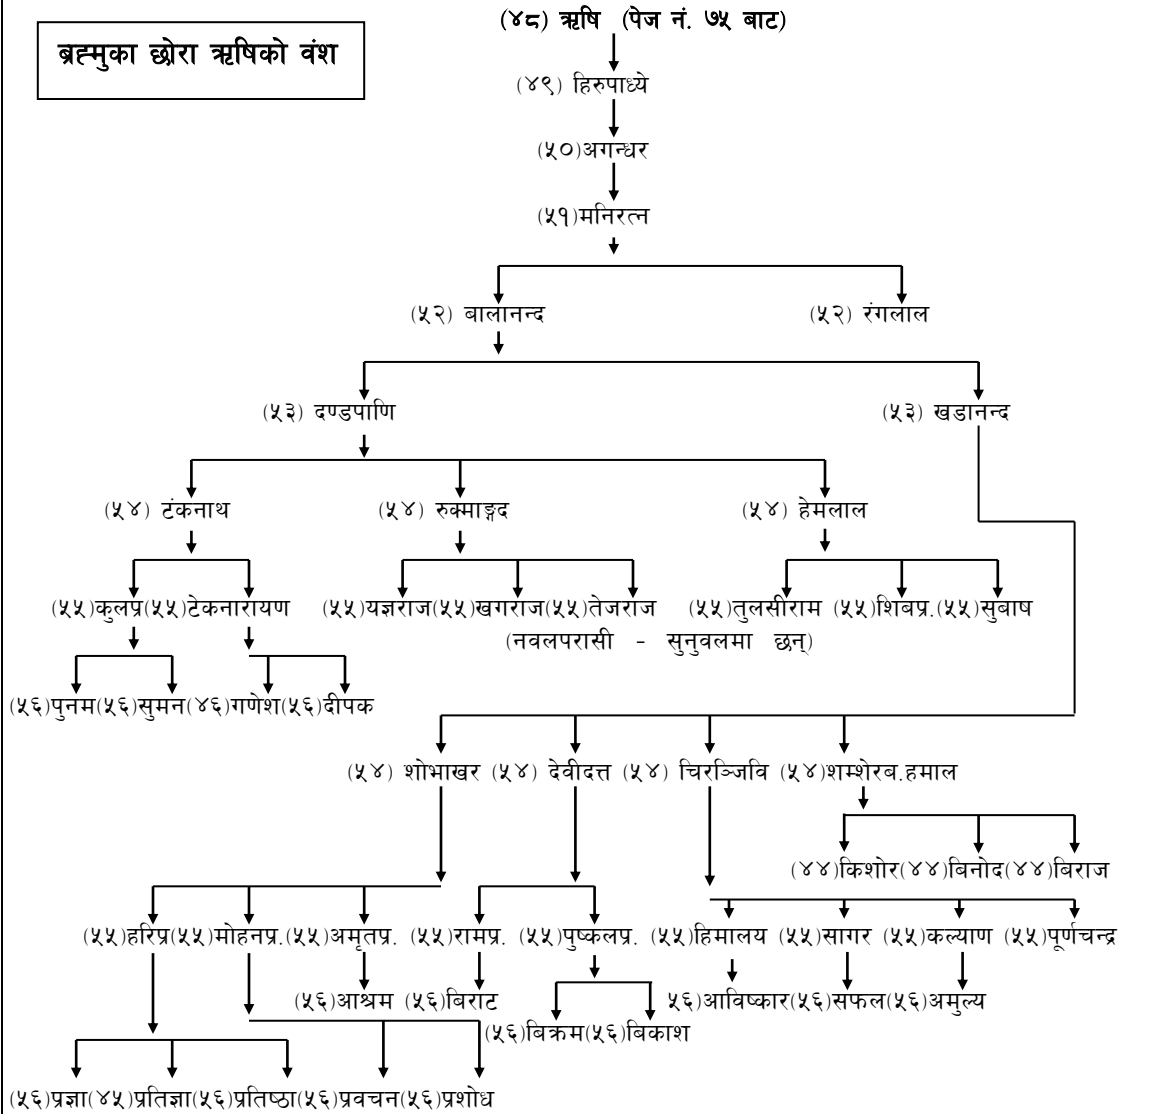 (४८) ऋषि (पेज नं. ७५ बाट)
ब्रह्मुका छोरा ऋषिको वंश
(४९) हिरुपाध्ये
(५०)अगन्धर
(५१)मनिरत्न
(५२) बालानन्द (५२) रंगलाल
(५३) दण्डपाणि (५३) खडानन्द
(५४) टंकनाथ (५४) रुक्माङ्गद (५४) हेमलाल
(५५)कुलप्र(५५)टेकनारायण (५५)यज्ञराज(५५)खगराज(५५)तेजराज (५५)तुलसीराम (५५)शिबप्र.(५५)सुबाष
(नवलपरासी - सुनुवलमा छन्)
(५६)पुनम(५६)सुमन(४६)गणेश(५६)दीपक
(५४) शोभाखर (५४) देवीदत्त (५४) चिरञ्जिवि (५४)शम्शेरब.हमाल
(४४)किशोर(४४)बिनोद(४४)बिराज
(५५)हरिप्र(५५)मोहनप्र.(५५)अमृतप्र. (५५)रामप्र. (५५)पुष्कलप्र. (५५)हिमालय (५५)सागर (५५)कल्याण (५५)पूर्णचन्द्र
(५६)आश्रम (५६)बिराट ५६)आविष्कार(५६)सफल(५६)अमुल्य
(५६)बिक्रम(५६)बिकाश
(५६)प्रज्ञा(४५)प्रतिज्ञा(५६)प्रतिष्ठा(५६)प्रवचन(५६)प्रशोध